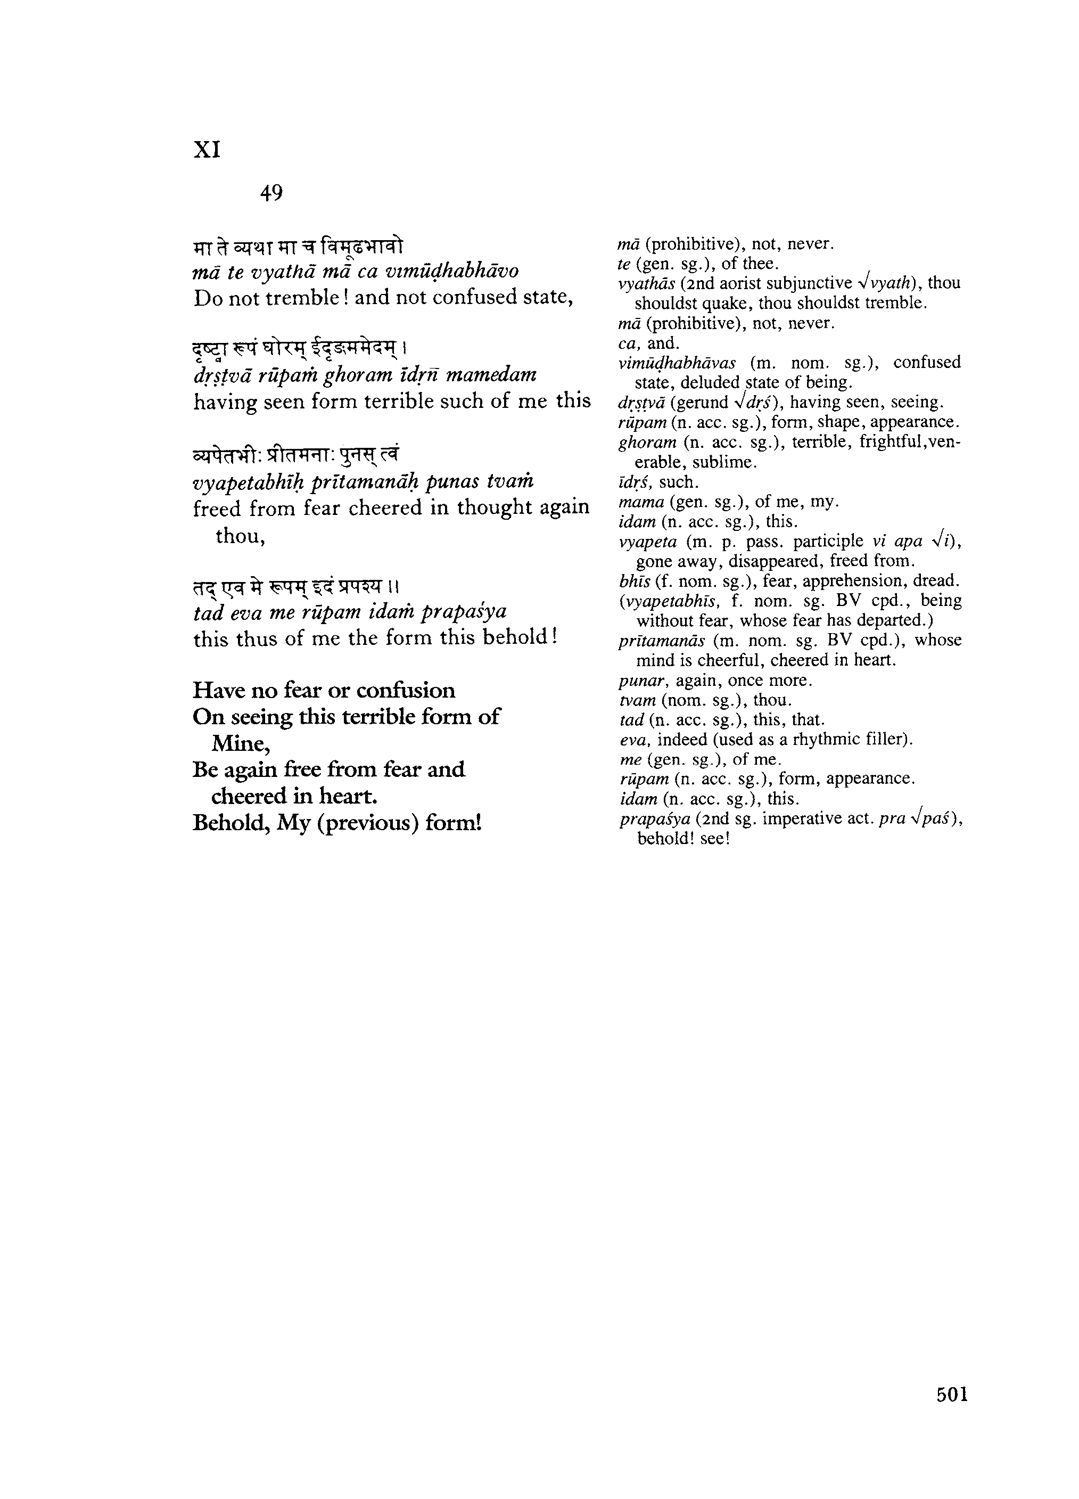 XI
49
मा ते व्यथा मा च विमूढभावो
mā te vyathā mā ca vimūḍhabhāvo
Do not tremble! and not confused state,
दृष्ट्वा रूपं घोरम् ईदृङ्ममेदम् ।
dṛṣṭvā rūpaṁ ghoram īdṛn̄ mamedam
having seen form terrible such of me this
व्यपेतभीः प्रीतमनाः पुनस् त्वं
vyapetabhīḥ prītamanāḥ punas tvaṁ
freed from fear cheered in thought again
thou,
तद् एव मे रूपम् इदं प्रपश्य ।।
tad eva me rūpam idaṁ prapaśya
this thus of me the form this behold!
Have no fear or confusion
On seeing this terrible form of
Mine,
Be again free from fear and
cheered in heart.
Behold, My (previous) form!
mā (prohibitive), not, never.
te (gen. sg.), of thee.
vyathās (2nd aorist subjunctive √vyath), thou
shouldst quake, thou shouldst tremble.
mā (prohibitive), not, never.
ca, and.
vimūḍhabhāvas (m. nom. sg.), confused
state, deluded state of being.
dṛṣṭvā (gerund √dṛś), having seen, seeing.
rūpam (n. acc. sg.), form, shape, appearance.
ghoram (n. acc. sg.), terrible, frightful,ven-
erable, sublime.
īdṛś, such.
mama (gen. sg.), of me, my.
idam (n. acc. sg.), this.
vyapeta (m. p. pass. participle vi apa √i),
gone away, disappeared, freed from.
bhīs (f. nom. sg.), fear, apprehension, dread.
(vyapetabhīs, f. nom. sg. BV cpd., being
without fear, whose fear has departed.)
prītamanās (m. nom. sg. BV cpd.), whose
mind is cheerful, cheered in heart.
punar, again, once more.
tvam (nom. sg.), thou.
tad (n. acc. sg.), this, that.
eva, indeed (used as a rhythmic filler).
me (gen. sg.), of me.
rūpam (n. acc. sg.), form, appearance.
idam (n. acc. sg.), this.
prapaśya (2nd sg. imperative act. pra √paś),
behold! see!
501